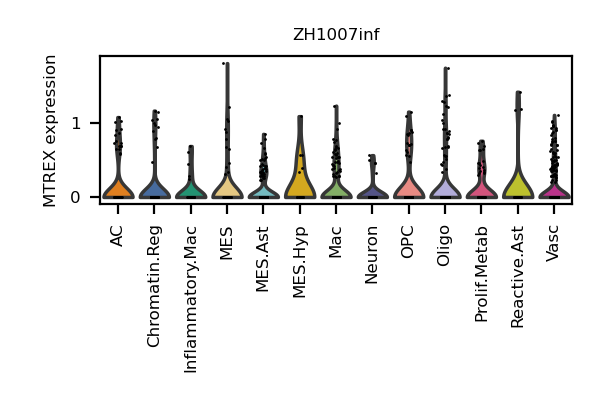 ZH1007inf
MTREX expression
1
0
AC
Chromatin.Reg
Inflammatory.Mac
MES
MES.Ast
MES.Hyp
Mac
Neuron
OPC
Oligo
Prolif.Metab
Reactive.Ast
Vasc